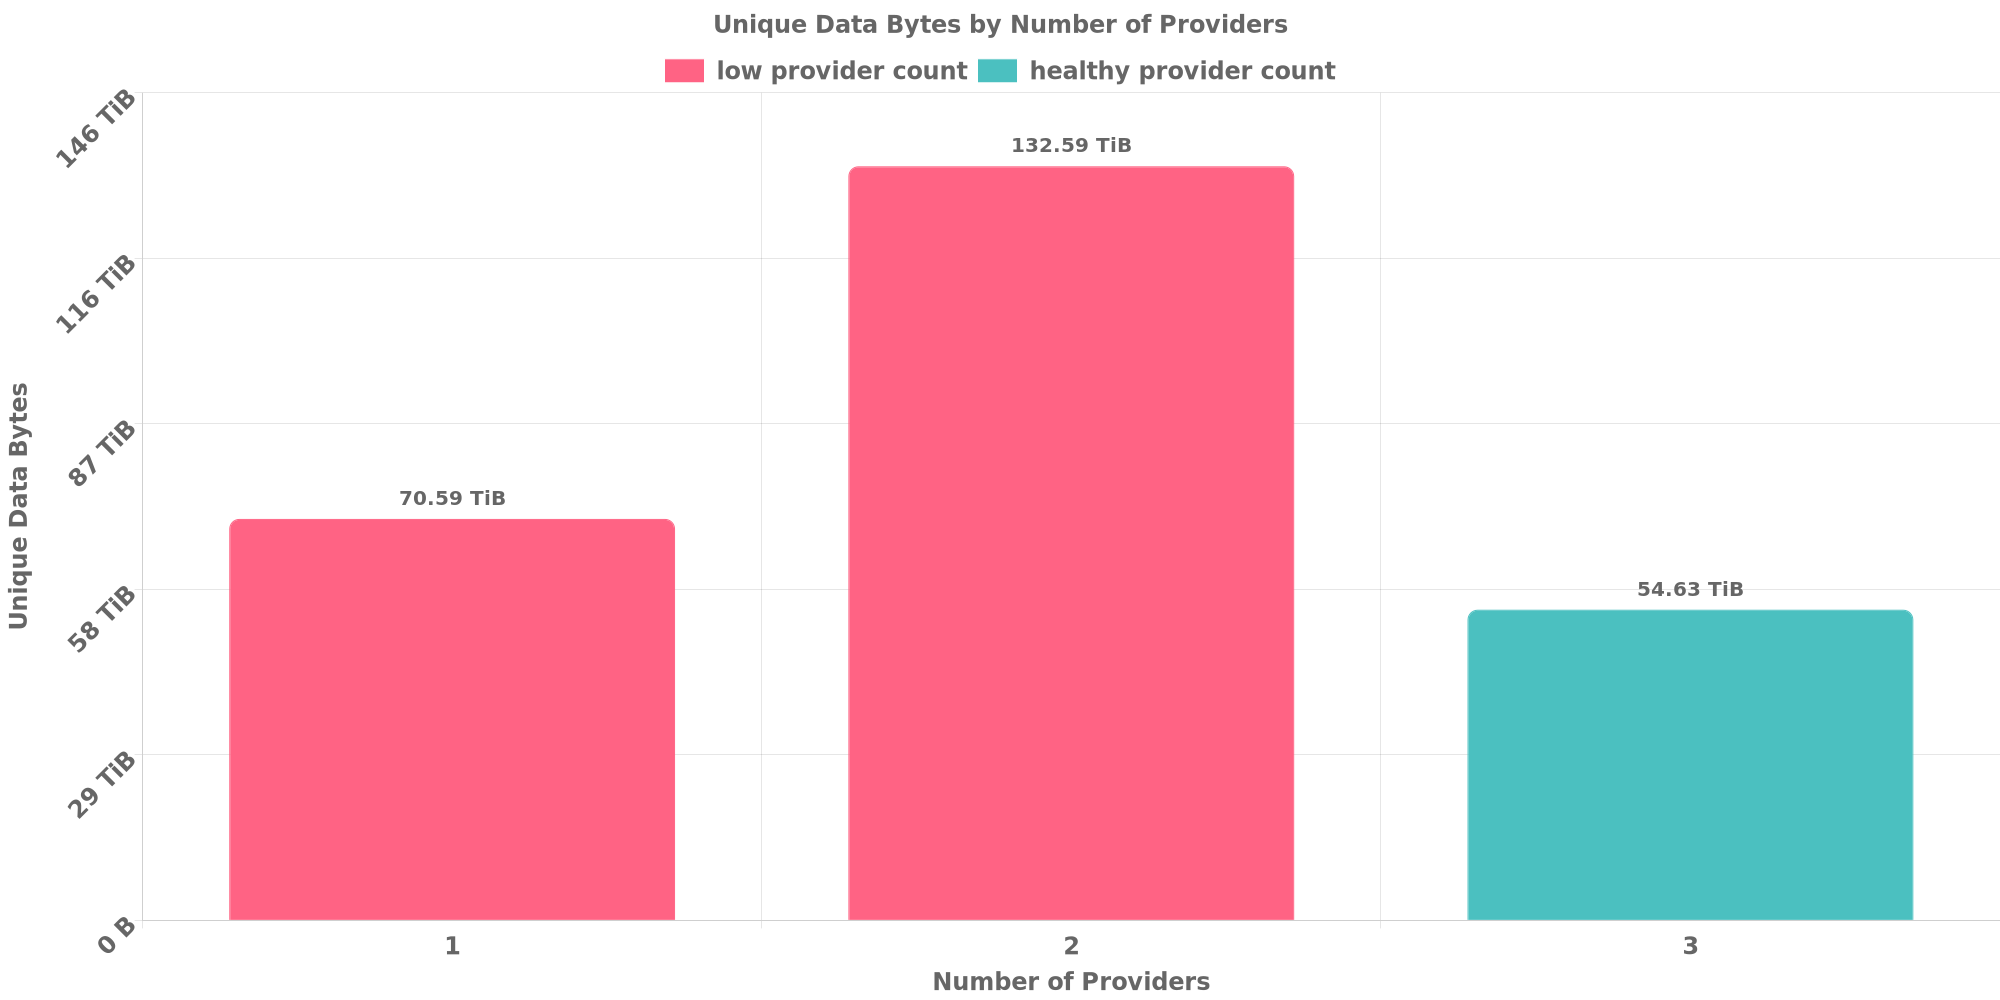 Unique Data Bytes by Number of Providers
low provider count healthy provider count
146 TiB
116 TiB
87 TiB
58 TiB
29 TiB
0 B
Unique Data Bytes
70.59 TiB
132.59 TiB
54.63 TiB
1 2 3
Number of Providers